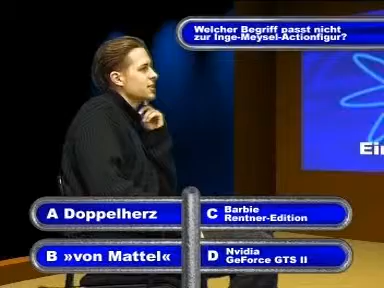 Welcher Begriff passt nicht
zur Inge-Meysel-Actionfigur?
Ein
A Doppelherz
C Barbie
Rentner-Edition
B »von Mattel«
D Nvidia
GeForce GTS II